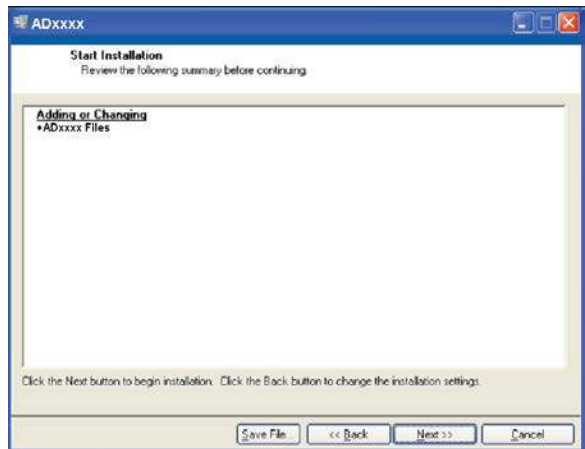 ADxxxx
Start Installation
Review the following summary before continuing.
Adding or Changing
•ADxxxx Files
Click the Next button to begin installation. Click the Back button to change the installation settings.
Save File... << Back Next >> Cancel